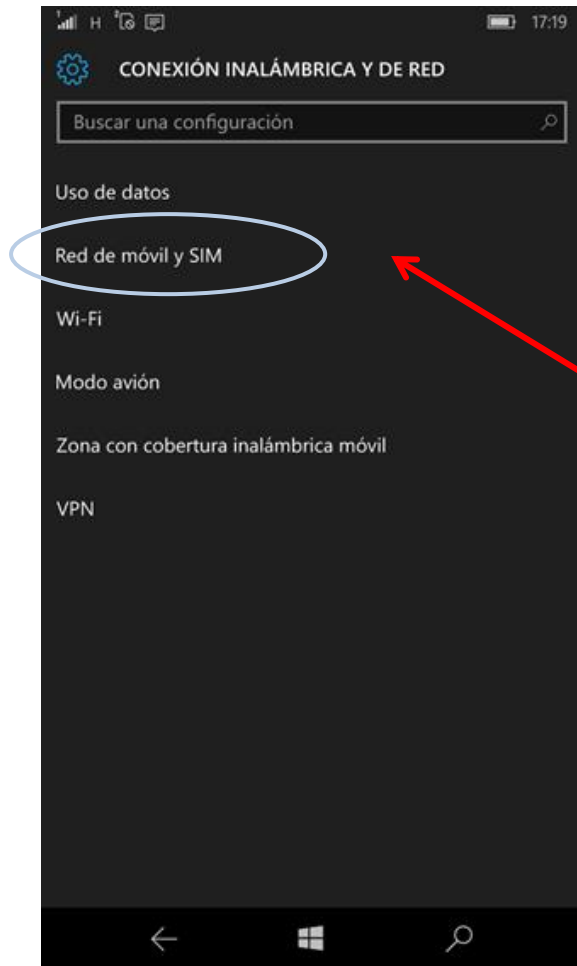 H 17:19
CONEXIÓN INALÁMBRICA Y DE RED
Buscar una configuración
Uso de datos
Red de móvil y SIM
Wi-Fi
Modo avión
Zona con cobertura inalámbrica móvil
VPN